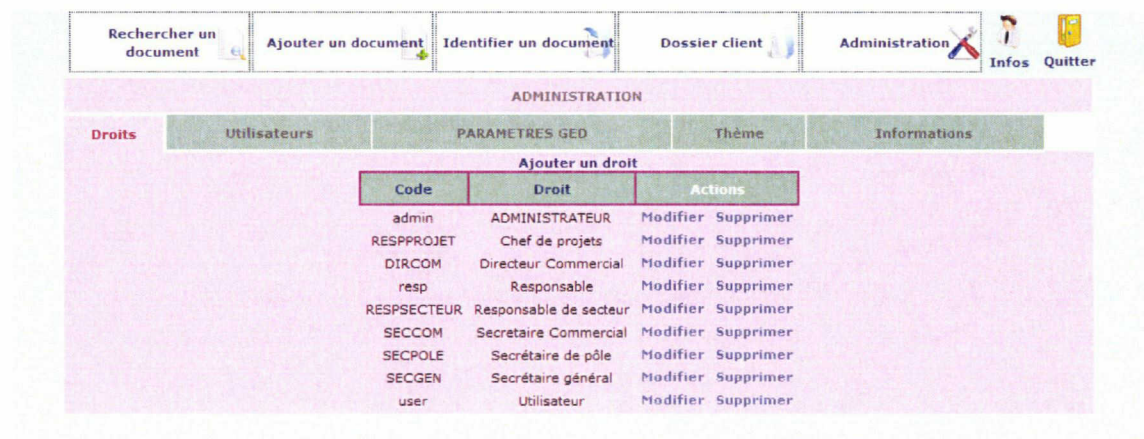 Rechercher un
document
Ajouter un document
Identifier un document
Dossier client
Administration
Infos
Quitter
ADMINISTRATION
Droits
Utilisateurs
PARAMETRES GED
Thème
Informations
Ajouter un droit
Code Droit Actions
admin ADMINISTRATEUR Modifier Supprimer
RESPPROJET Chef de projets Modifier Supprimer
DIRCOM Directeur Commercial Modifier Supprimer
resp Responsable Modifier Supprimer
RESPSECTEUR Responsable de secteur Modifier Supprimer
SECCOM Secretaire Commercial Modifier Supprimer
SECPOLE Secrétaire de pôle Modifier Supprimer
SECGEN Secrétaire général Modifier Supprimer
user Utilisateur Modifier Supprimer